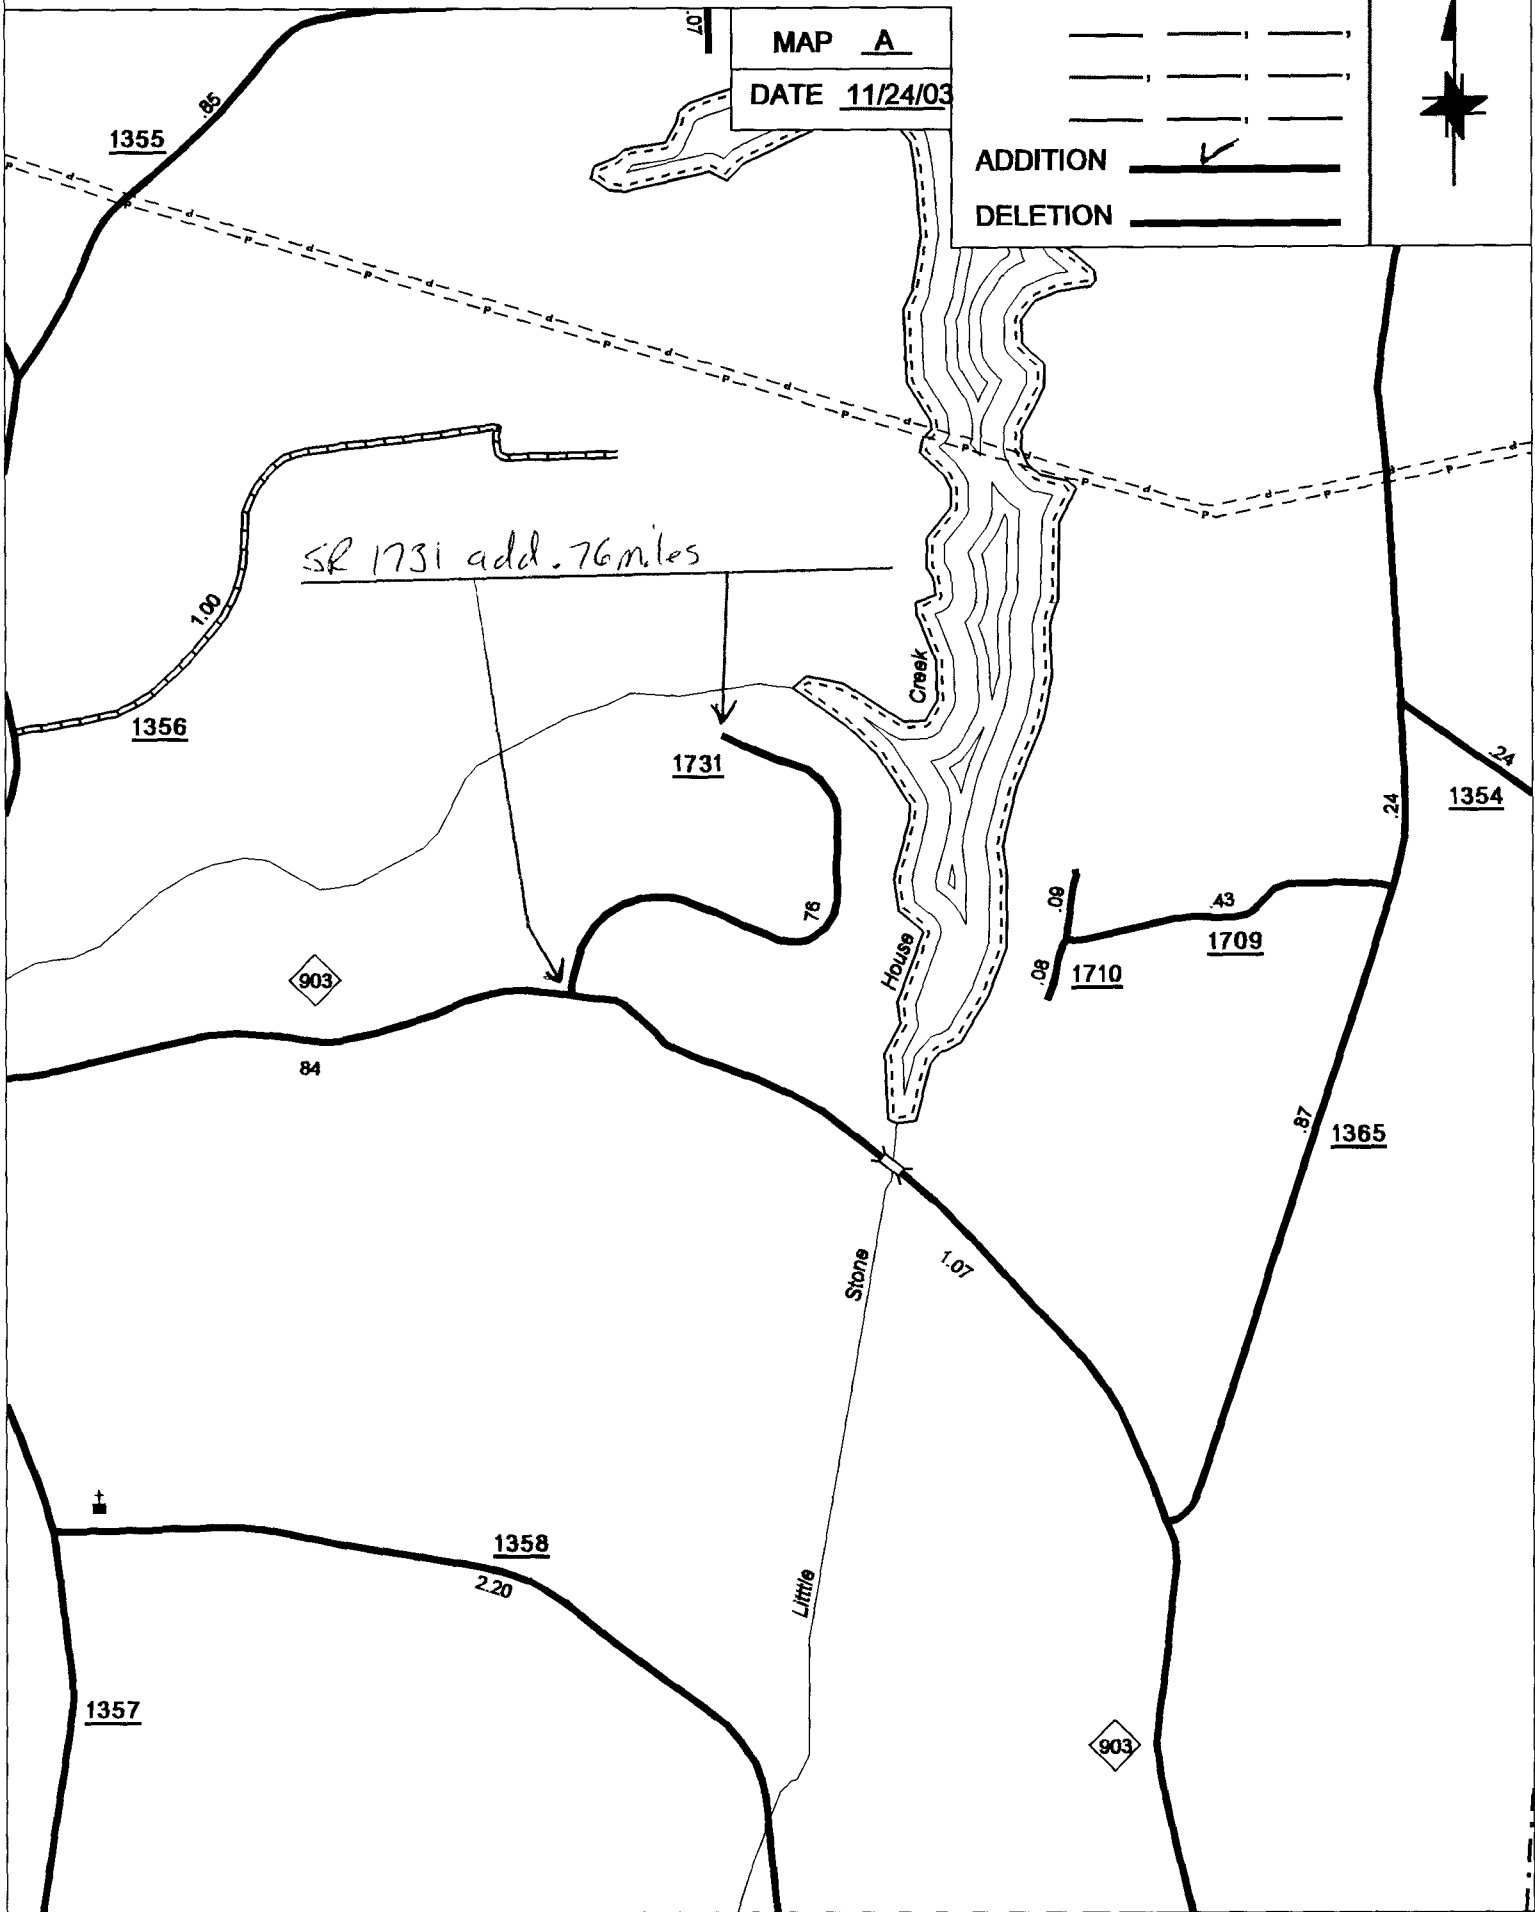 .07
MAP A
DATE 11/24/03
ADDITION ✓
DELETION
.85
1355
SR 1731 add .76 miles
1.00
1356
Creek
1731
.24
1354
.24
76
.09
.43
1709
House
.08
1710
903
84
.87
1365
Stone
1.07
1358
2.20
Little
1357
903